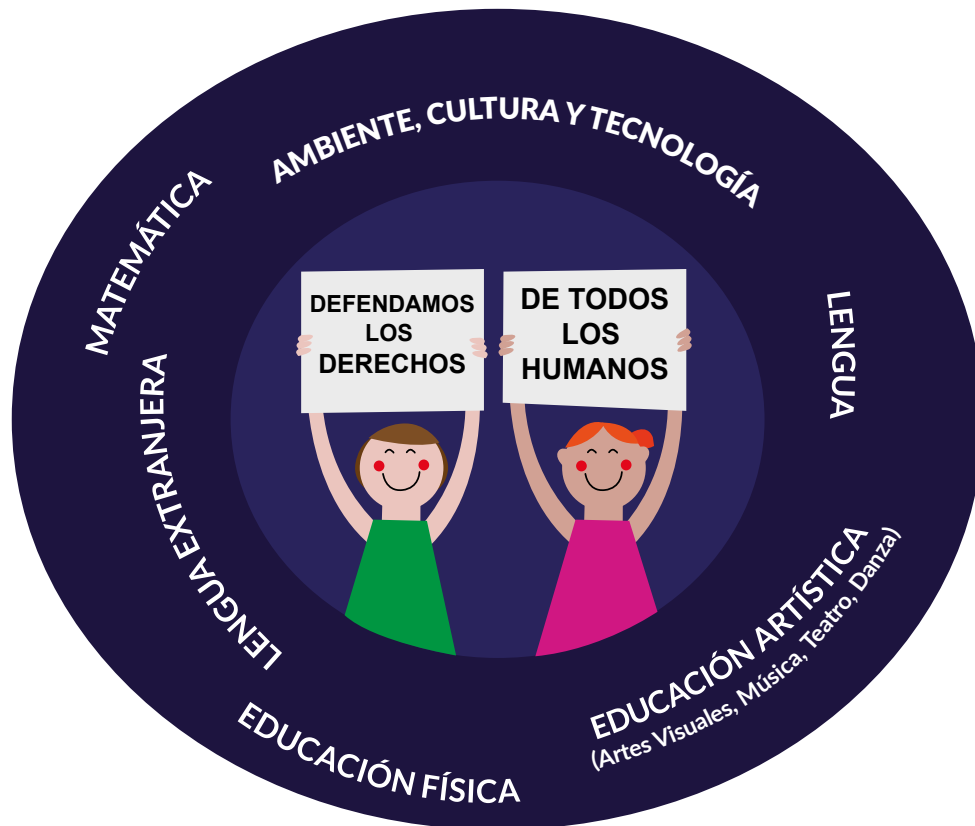 AMBIENTE, CULTURA Y TECNOLOGÍA
MATEMÁTICA
LENGUA
DEFENDAMOS
LOS
DERECHOS
DE TODOS
LOS
HUMANOS
LENGUA EXTRANJERA
EDUCACIÓN ARTÍSTICA
(Artes Visuales, Música, Teatro, Danza)
EDUCACIÓN FÍSICA